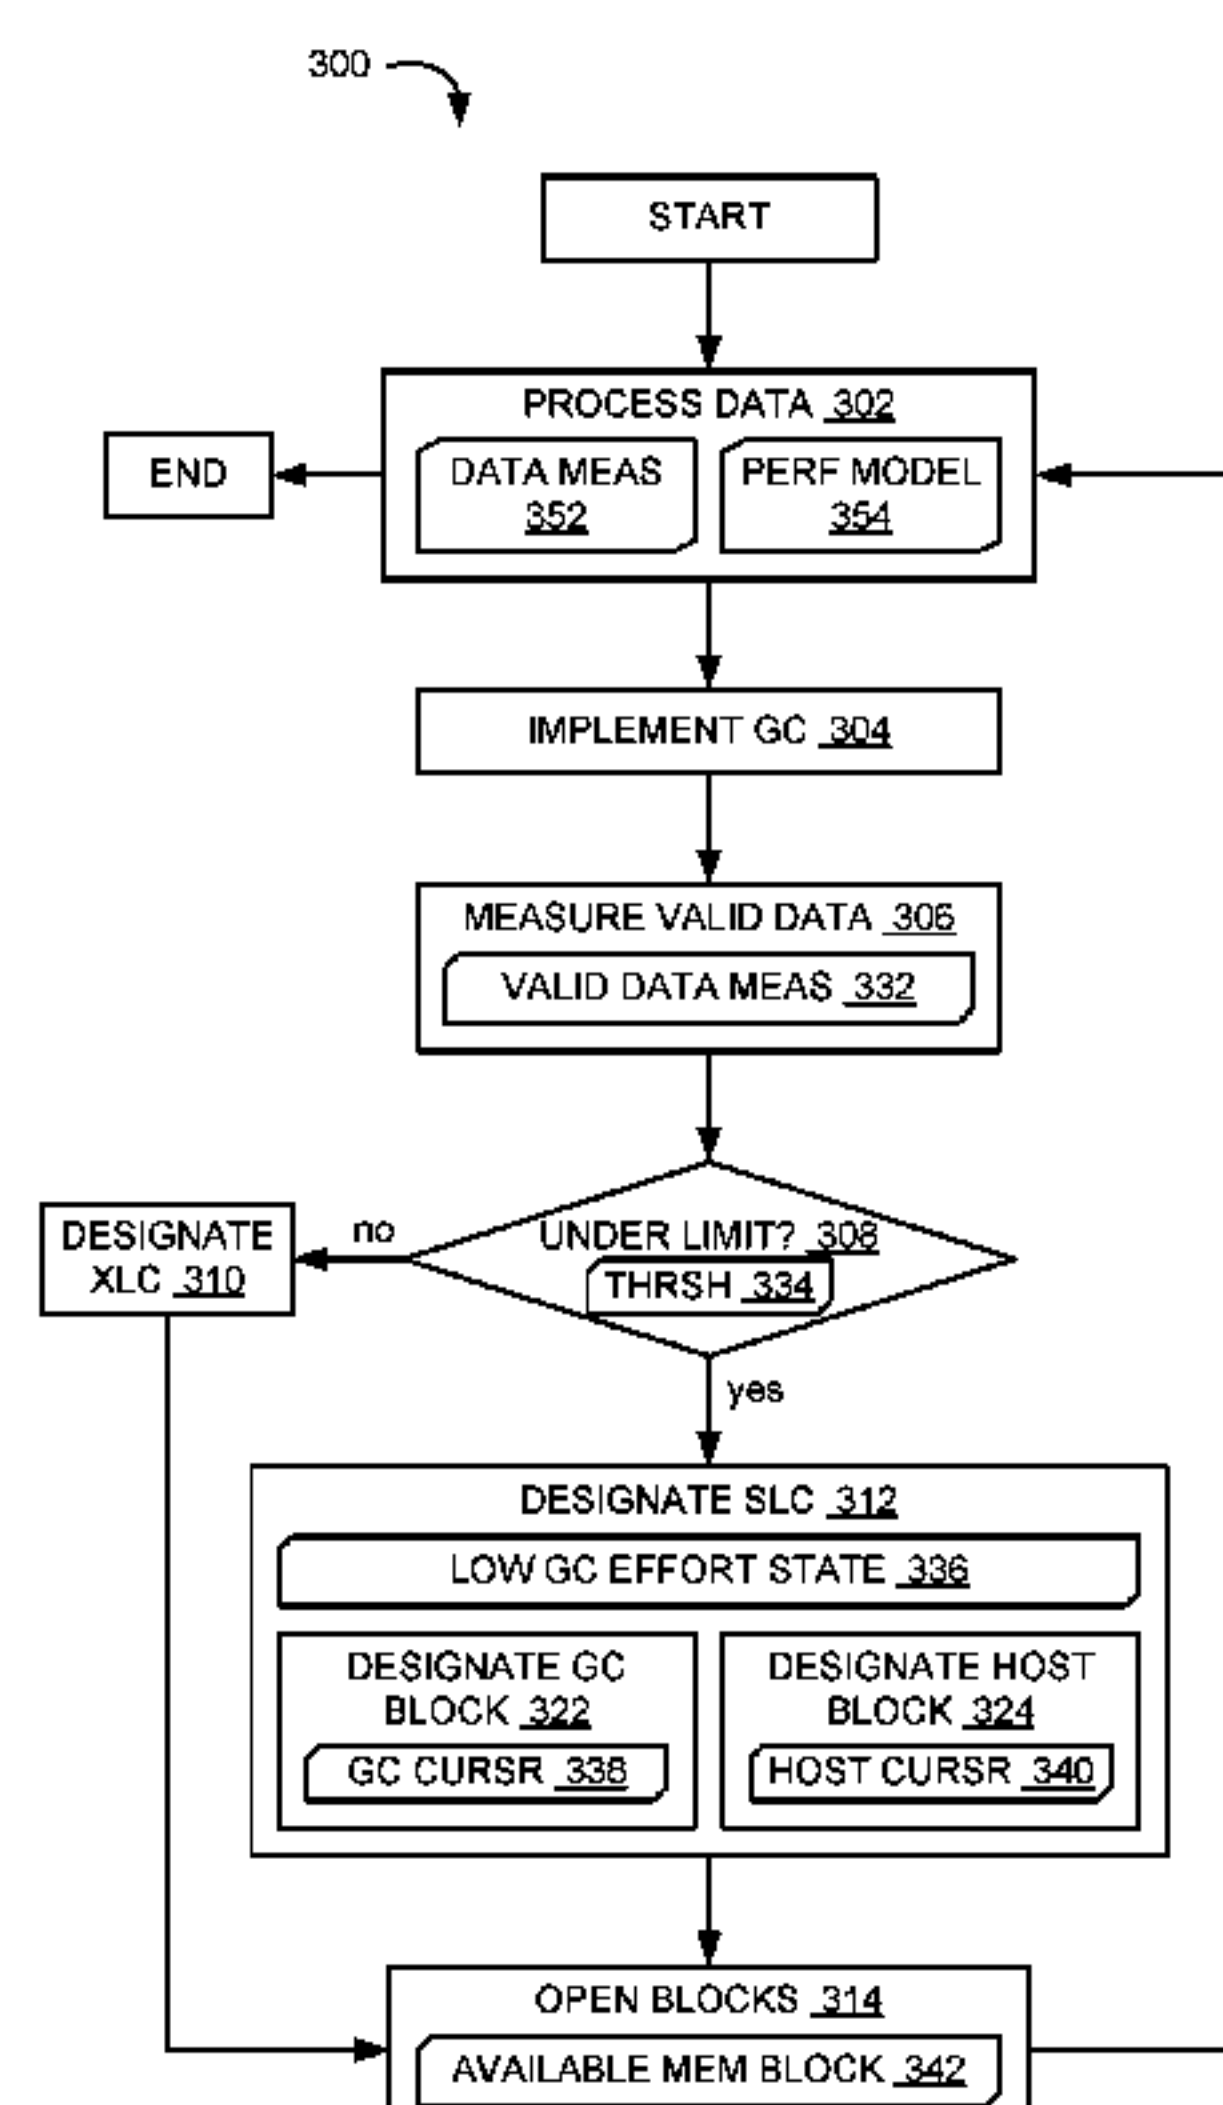 300
START
PROCESS DATA 302
END
DATA MEAS
352
PERF MODEL
354
IMPLEMENT GC 304
MEASURE VALID DATA 306
VALID DATA MEAS 332
DESIGNATE
XLC 310
no
UNDER LIMIT? 308
THRSH 334
yes
DESIGNATE SLC 312
LOW GC EFFORT STATE 336
DESIGNATE GC
BLOCK 322
GC CURSR 338
DESIGNATE HOST
BLOCK 324
HOST CURSR 340
OPEN BLOCKS 314
AVAILABLE MEM BLOCK 342